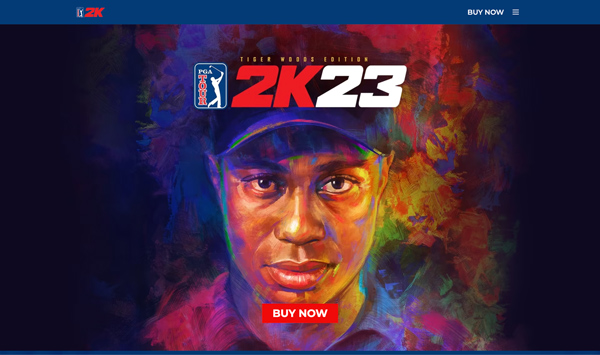 2K
BUY NOW
TIGER WOODS EDITION
PGA
TOUR
2K23
BUY NOW